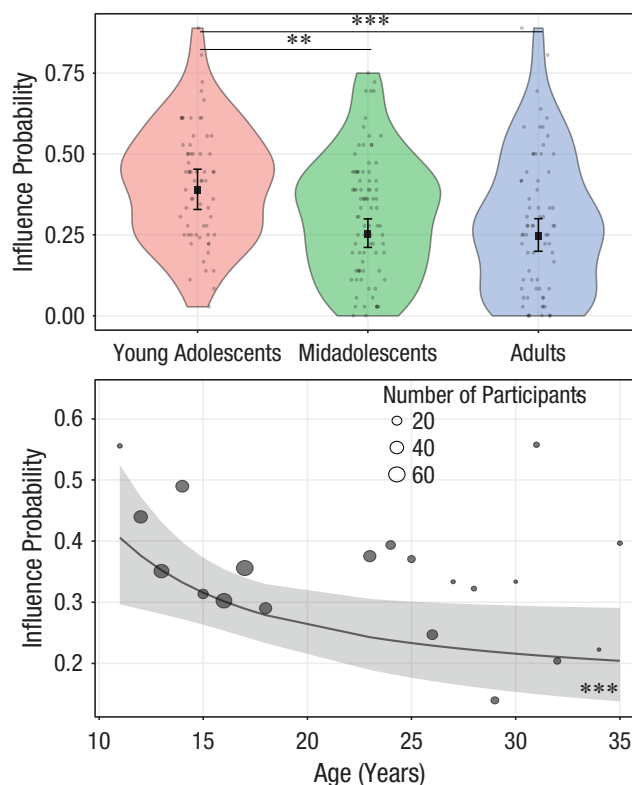 ***
**
0.75
0.50
0.25
0.00
Influence Probability
Young Adolescents Midadolescents Adults
0.6
0.5
0.4
0.3
0.2
Influence Probability
Number of Participants
20
40
60
***
10 15 20 25 30 35
Age (Years)